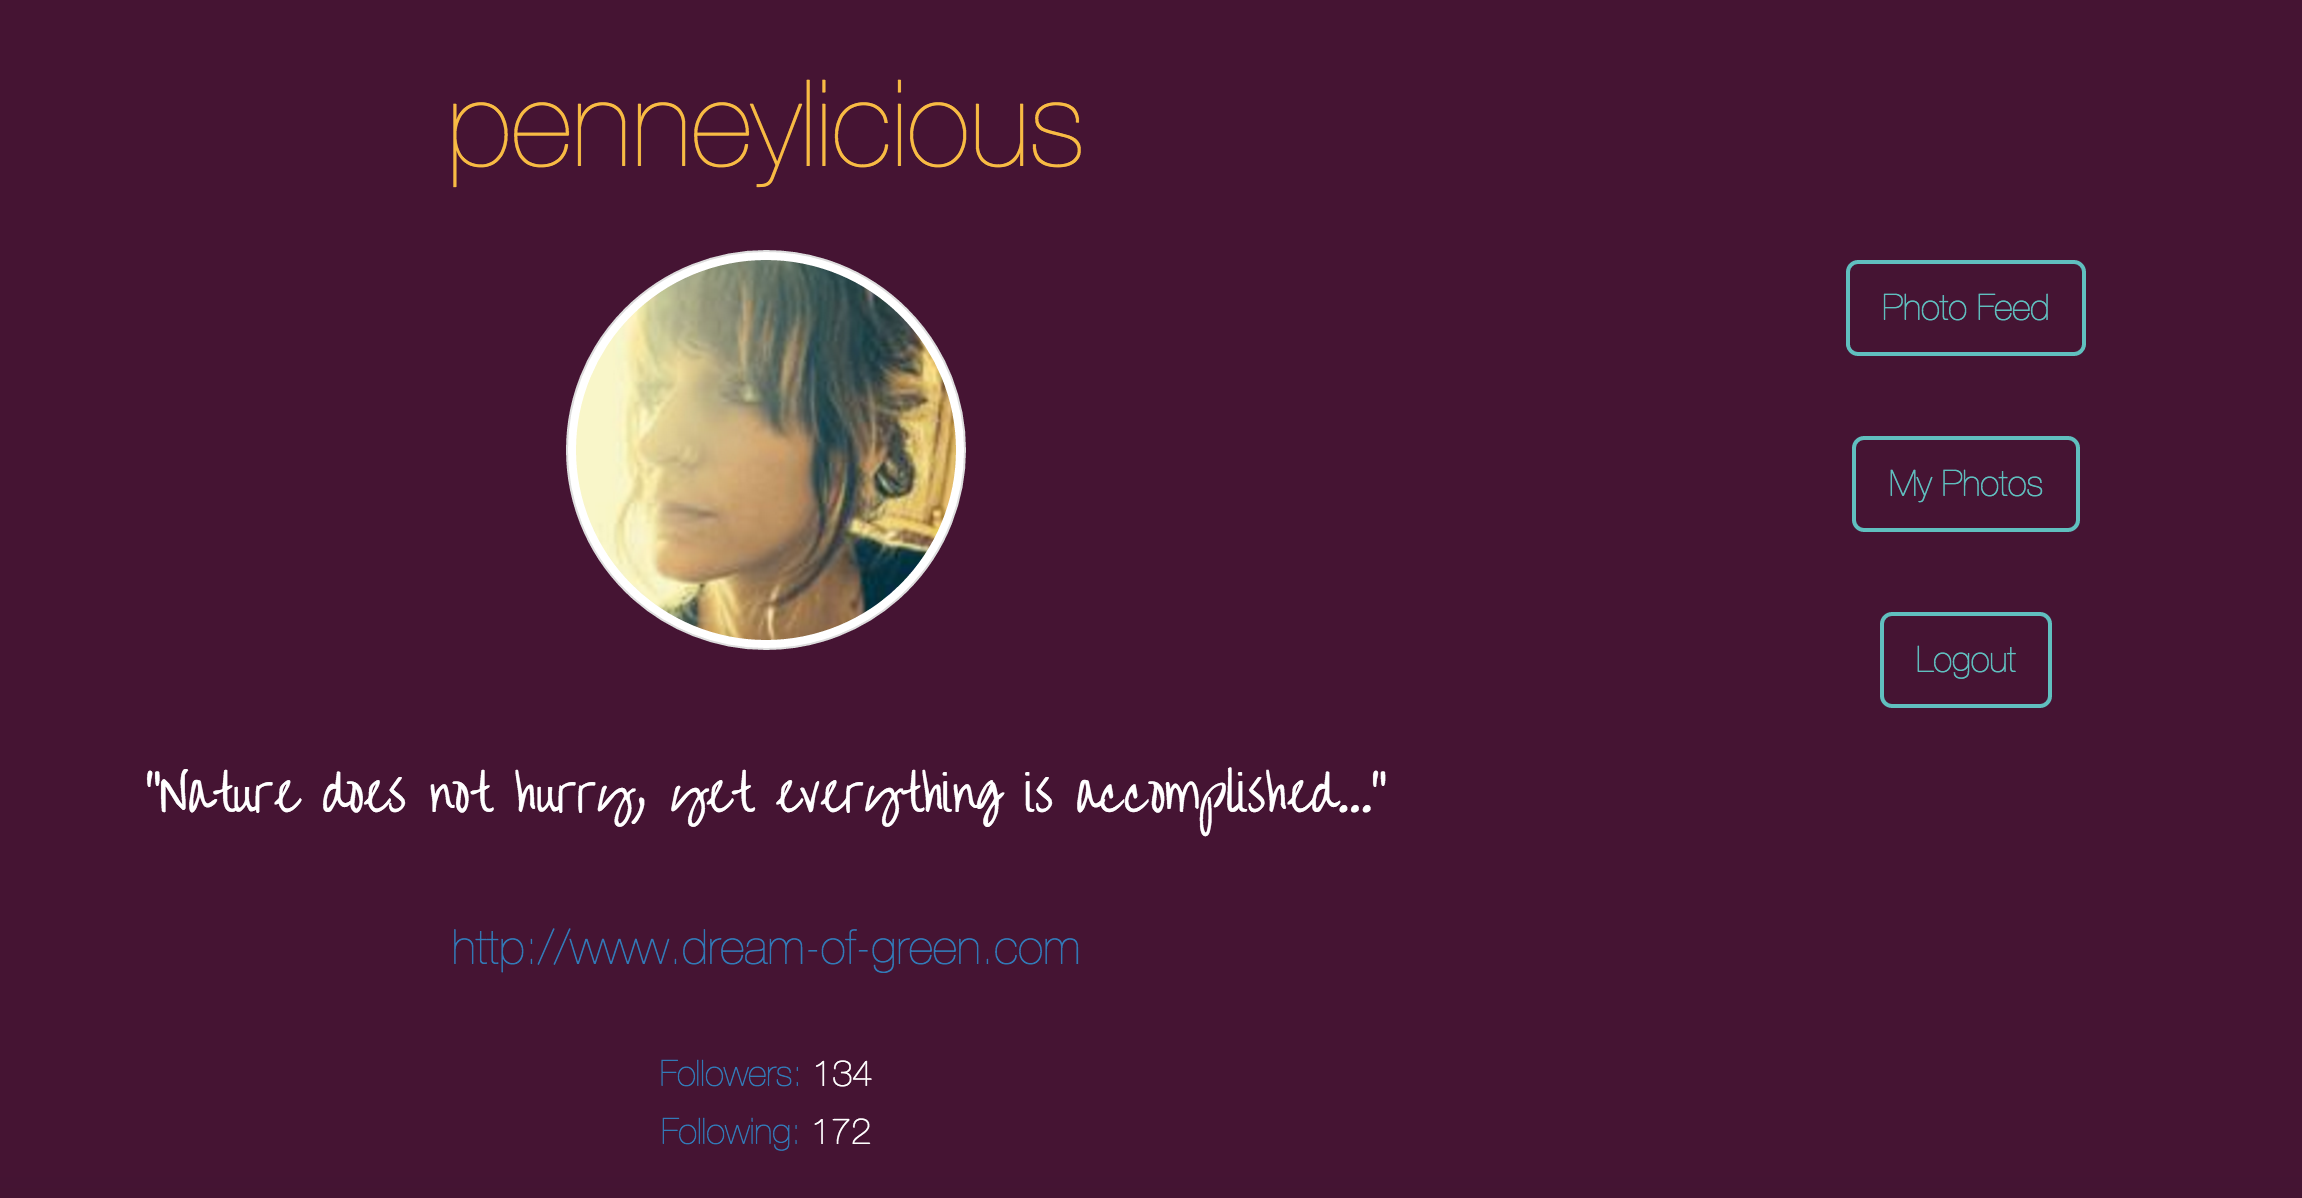 penneylicious
Photo Feed
My Photos
Logout
"Nature does not hurry, yet everything is accomplished..."
http://www.dream-of-green.com
Followers: 134
Following: 172